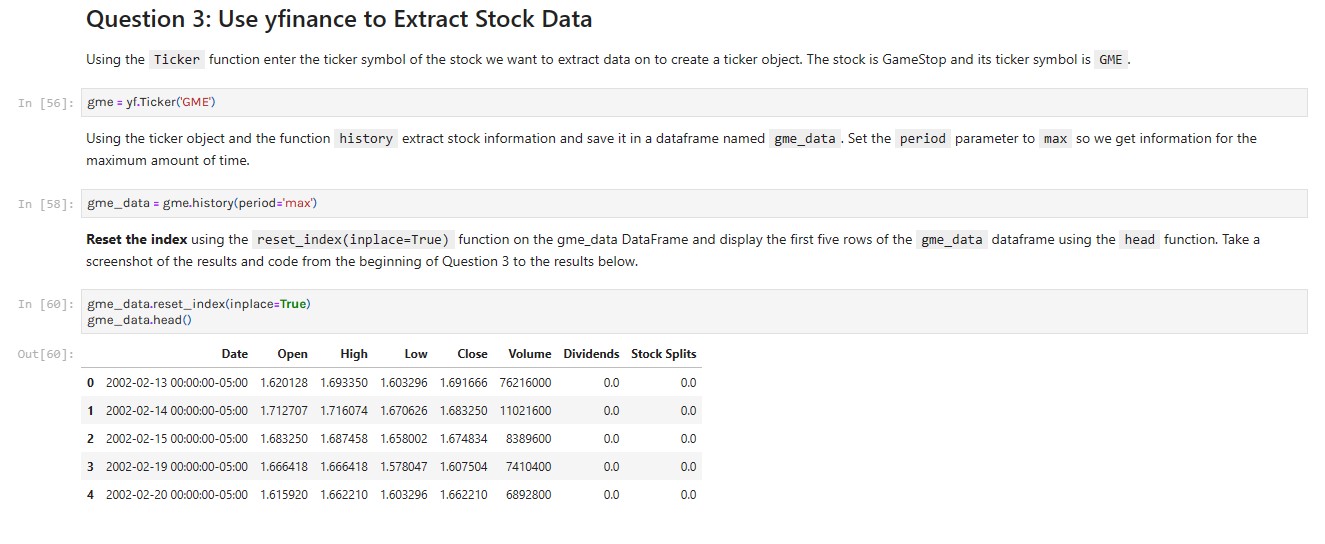 Question 3: Use yfinance to Extract Stock Data
Using the Ticker function enter the ticker symbol of the stock we want to extract data on to create a ticker object. The stock is GameStop and its ticker symbol is GME .
In [56]: gme = yf.Ticker('GME')
Using the ticker object and the function history extract stock information and save it in a dataframe named gme_data . Set the period parameter to max so we get information for the
maximum amount of time.
In [58]: gme_data = gme.history(period='max')
Reset the index using the reset_index(inplace=True) function on the gme_data DataFrame and display the first five rows of the gme_data dataframe using the head function. Take a
screenshot of the results and code from the beginning of Question 3 to the results below.
In [60]: gme_data.reset_index(inplace=True)
gme_data.head()
Out[60]: Date Open High Low Close Volume Dividends Stock Splits
0 2002-02-13 00:00:00-05:00 1.620128 1.693350 1.603296 1.691666 76216000 0.0 0.0
1 2002-02-14 00:00:00-05:00 1.712707 1.716074 1.670626 1.683250 11021600 0.0 0.0
2 2002-02-15 00:00:00-05:00 1.683250 1.687458 1.658002 1.674834 8389600 0.0 0.0
3 2002-02-19 00:00:00-05:00 1.666418 1.666418 1.578047 1.607504 7410400 0.0 0.0
4 2002-02-20 00:00:00-05:00 1.615920 1.662210 1.603296 1.662210 6892800 0.0 0.0